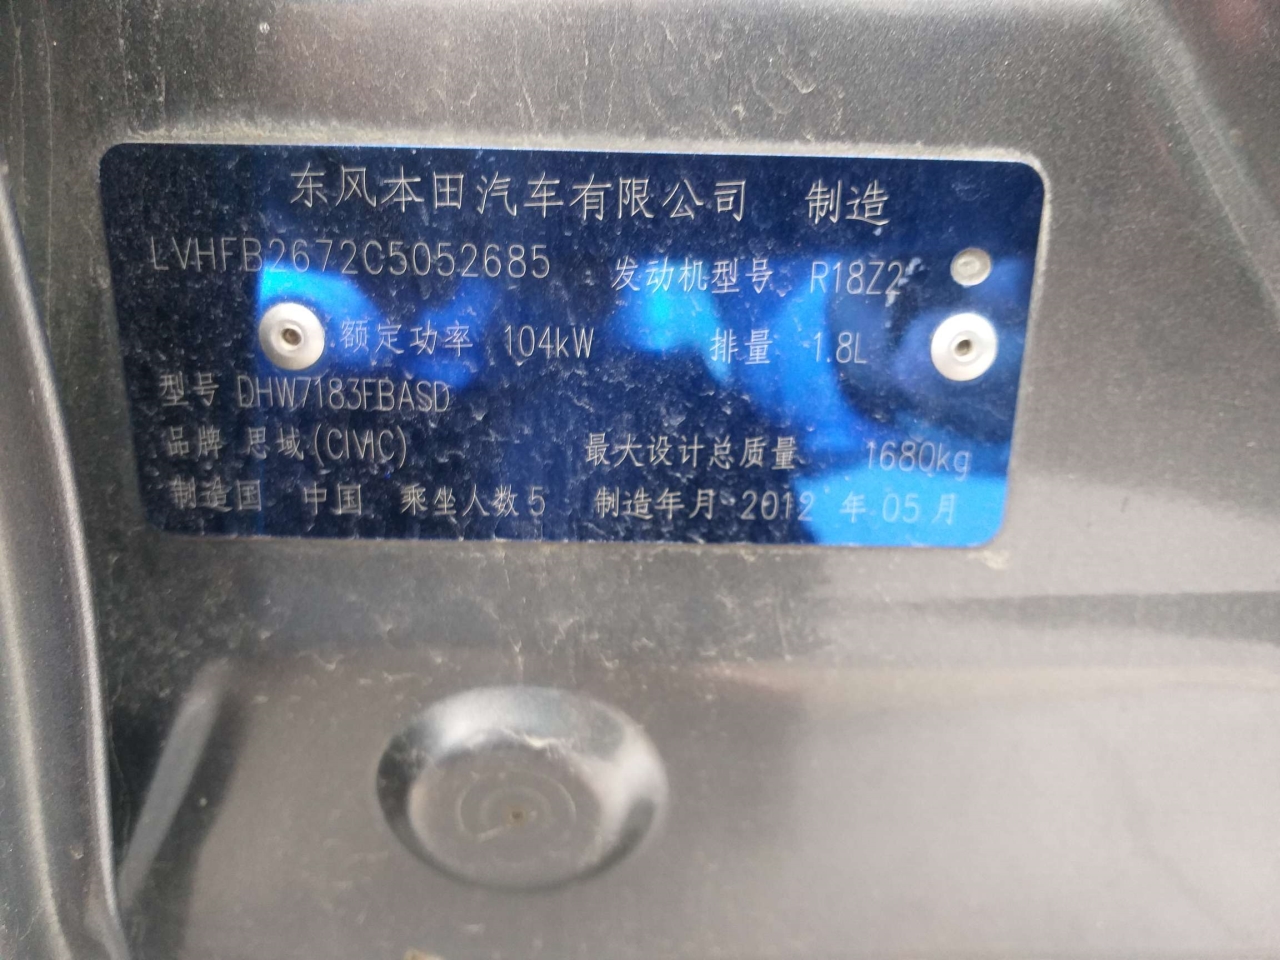 东风本田汽车有限公司 制造
LVHFB2672C5052685 发动机型号 R18Z2
额定功率 104kW 排量 1.8L
型号 DHW7183FBASD
品牌 思域(CIVIC) 最大设计总质量 1680kg
制造国 中国 乘坐人数 5 制造年月 2012 年 05 月